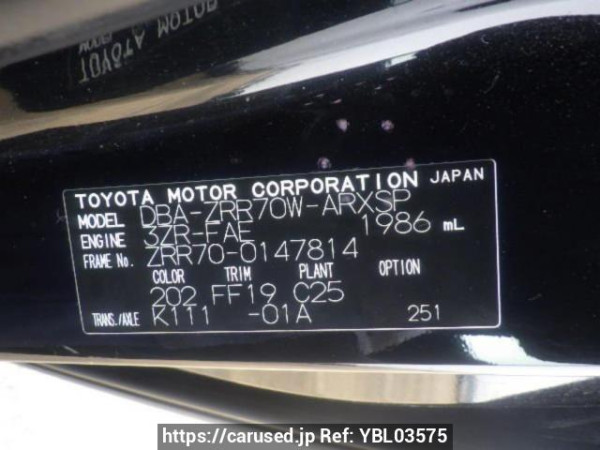 TOYOTA MOTOR CORPORATION JAPAN
MODEL DBA-ZRR70W-ARXSP
ENGINE 3ZR-FAE 1986 mL
FRAME No. ZRR70-0147814
COLOR TRIM PLANT OPTION
202 FF19 C25
TRANS./AXLE K111 -01A 251
https://carused.jp Ref: YBL03575